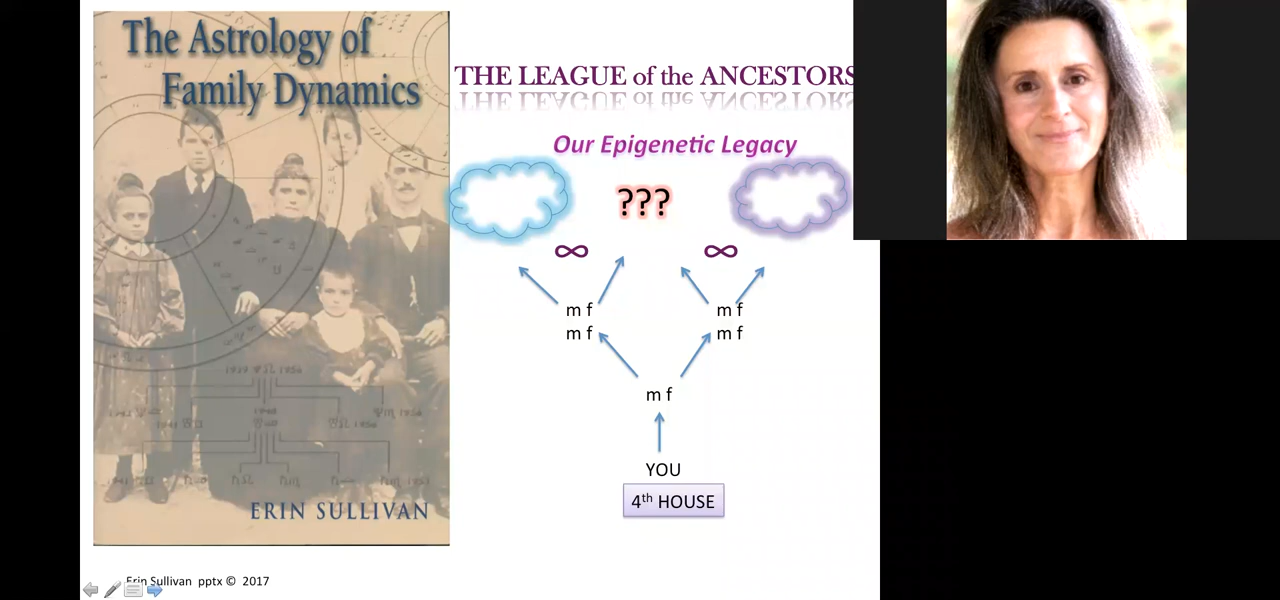 The Astrology of
Family Dynamics
ERIN SULLIVAN
THE LEAGUE of the ANCESTORS
Our Epigenetic Legacy
???
∞ ∞
m f m f
m f m f
m f
YOU
4th HOUSE
Erin Sullivan pptx © 2017